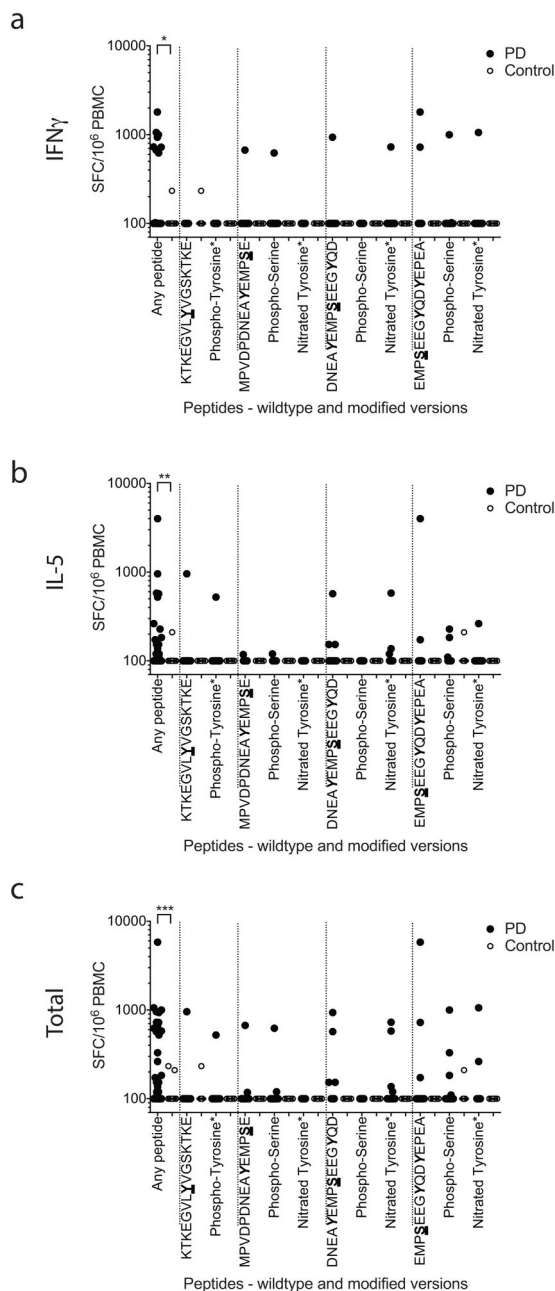 a
IFNγ
SFC/10⁶ PBMC
10000
1000
100
*
PD
Control
Any peptide
KTKEGVLYVGSKTKE
Phospho-Tyrosine*
MPVDPDNEAYEMPSE
Phospho-Serine
Nitrated Tyrosine*
DNEAYEMPSEEGYQD
Phospho-Serine
Nitrated Tyrosine*
EMPSEEGYQDYEPEA
Phospho-Serine
Nitrated Tyrosine*
Peptides - wildtype and modified versions
b
IL-5
SFC/10⁶ PBMC
10000
1000
100
**
PD
Control
Any peptide
KTKEGVLYVGSKTKE
Phospho-Tyrosine*
MPVDPDNEAYEMPSE
Phospho-Serine
Nitrated Tyrosine*
DNEAYEMPSEEGYQD
Phospho-Serine
Nitrated Tyrosine*
EMPSEEGYQDYEPEA
Phospho-Serine
Nitrated Tyrosine*
Peptides - wildtype and modified versions
c
Total
SFC/10⁶ PBMC
10000
1000
100
***
PD
Control
Any peptide
KTKEGVLYVGSKTKE
Phospho-Tyrosine*
MPVDPDNEAYEMPSE
Phospho-Serine
Nitrated Tyrosine*
DNEAYEMPSEEGYQD
Phospho-Serine
Nitrated Tyrosine*
EMPSEEGYQDYEPEA
Phospho-Serine
Nitrated Tyrosine*
Peptides - wildtype and modified versions